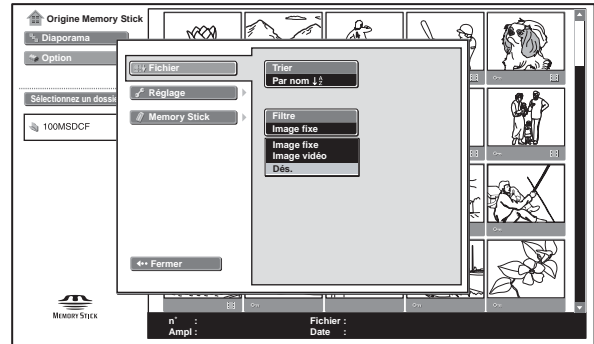 Origine Memory Stick
Diaporama
Option
Sélectionnez un dossie
100MSDCF
Fichier
Réglage
Memory Stick
Fermer
Trier
Par nom
Filtre
Image fixe
Image fixe
Image vidéo
Dés.
MEMORY STICK
n° :
Ampl :
Fichier :
Date :